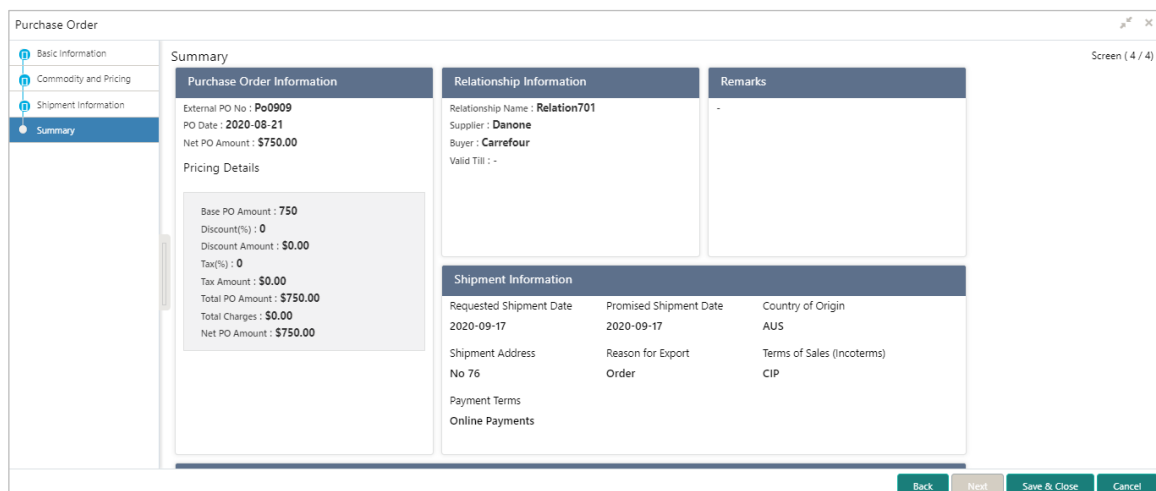 Purchase Order
Basic Information
Commodity and Pricing
Shipment Information
Summary
Summary
Screen ( 4 / 4)
Purchase Order Information
External PO No : Po0909
PO Date : 2020-08-21
Net PO Amount : $750.00
Pricing Details
Base PO Amount : 750
Discount(%) : 0
Discount Amount : $0.00
Tax(%) : 0
Tax Amount : $0.00
Total PO Amount : $750.00
Total Charges : $0.00
Net PO Amount : $750.00
Relationship Information
Relationship Name : Relation701
Supplier : Danone
Buyer : Carrefour
Valid Till : -
Remarks
-
Shipment Information
Requested Shipment Date Promised Shipment Date Country of Origin
2020-09-17 2020-09-17 AUS
Shipment Address Reason for Export Terms of Sales (Incoterms)
No 76 Order CIP
Payment Terms
Online Payments
Back Next Save & Close Cancel